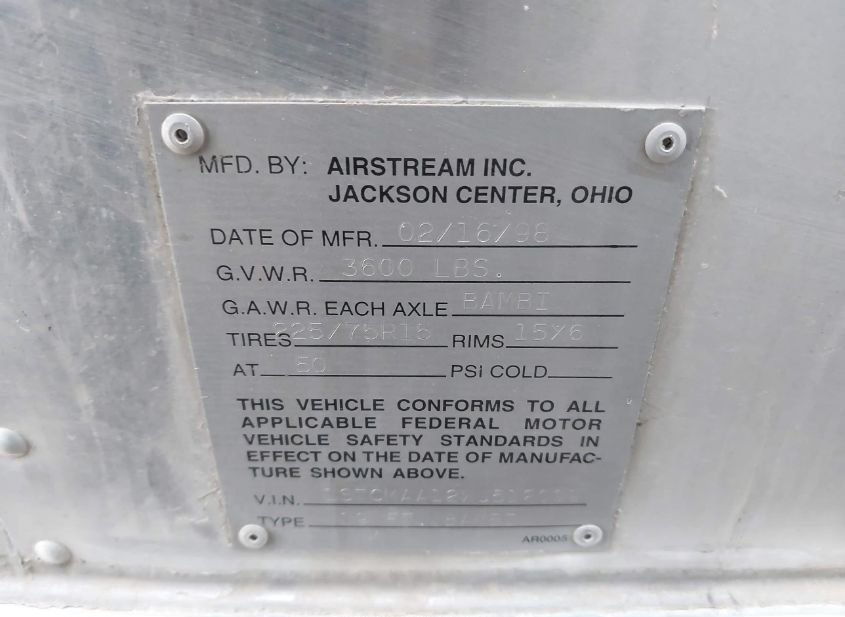 MFD. BY: AIRSTREAM INC.
JACKSON CENTER, OHIO
DATE OF MFR. 02/16/98
G.V.W.R. 3600 LBS.
G.A.W.R. EACH AXLE BAMBI
TIRES 225/75R15 RIMS 15X6
AT 50 PSI COLD
THIS VEHICLE CONFORMS TO ALL
APPLICABLE FEDERAL MOTOR
VEHICLE SAFETY STANDARDS IN
EFFECT ON THE DATE OF MANUFAC-
TURE SHOWN ABOVE.
V.I.N.
TYPE
AR0005